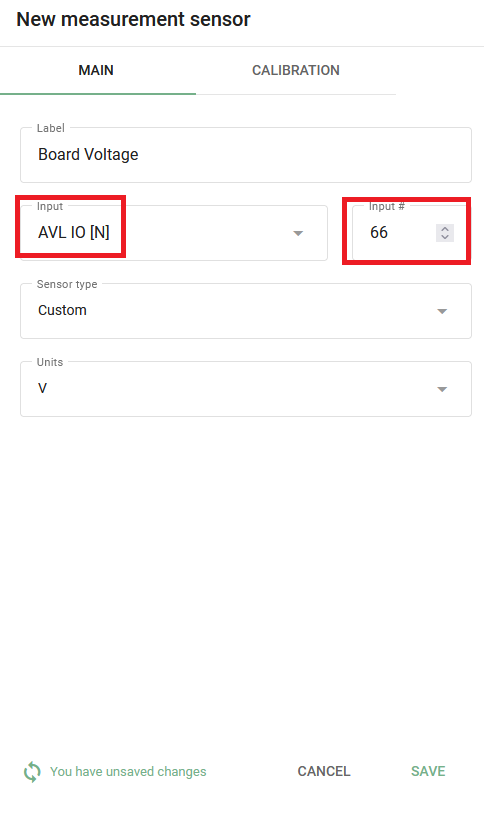 New measurement sensor
MAIN CALIBRATION
Label
Board Voltage
Input Input #
AVL IO [N] 66
Sensor type
Custom
Units
V
You have unsaved changes CANCEL SAVE